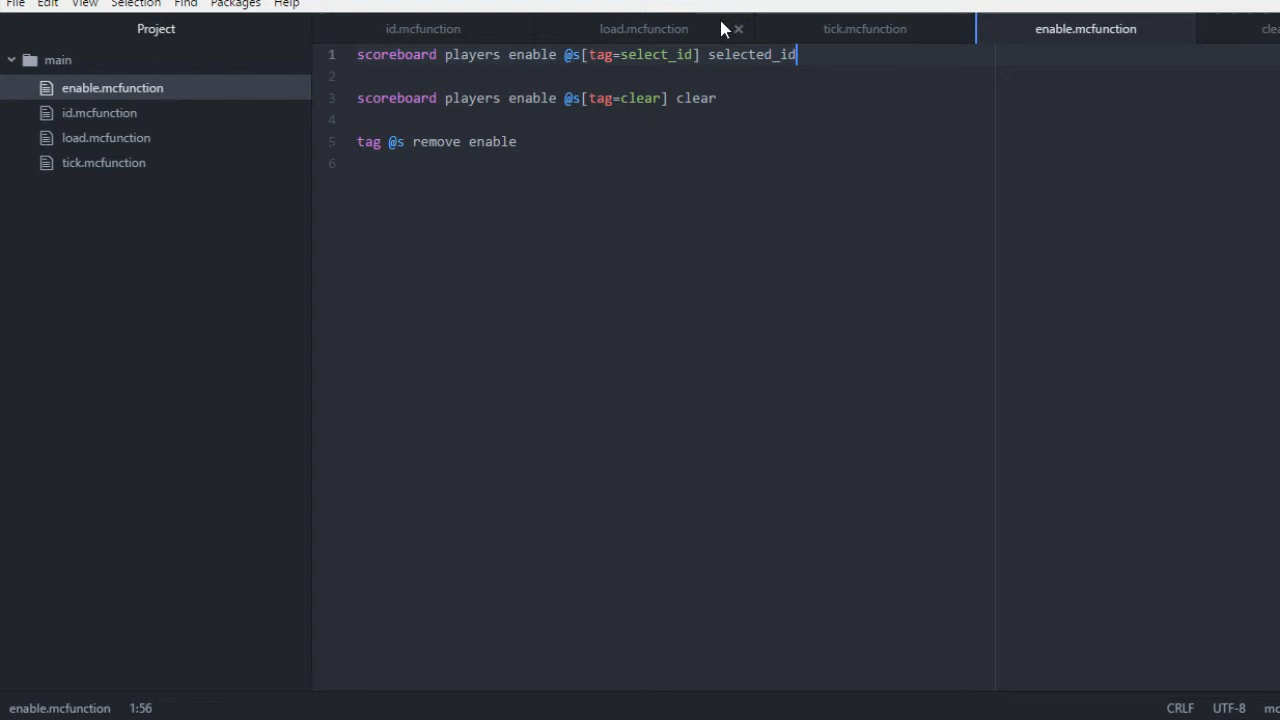 File Edit View Selection Find Packages Help
Project
id.mcfunction load.mcfunction tick.mcfunction enable.mcfunction
main
enable.mcfunction
id.mcfunction
load.mcfunction
tick.mcfunction
1 scoreboard players enable @s[tag=select_id] selected_id
2
3 scoreboard players enable @s[tag=clear] clear
4
5 tag @s remove enable
6
enable.mcfunction 1:56 CRLF UTF-8